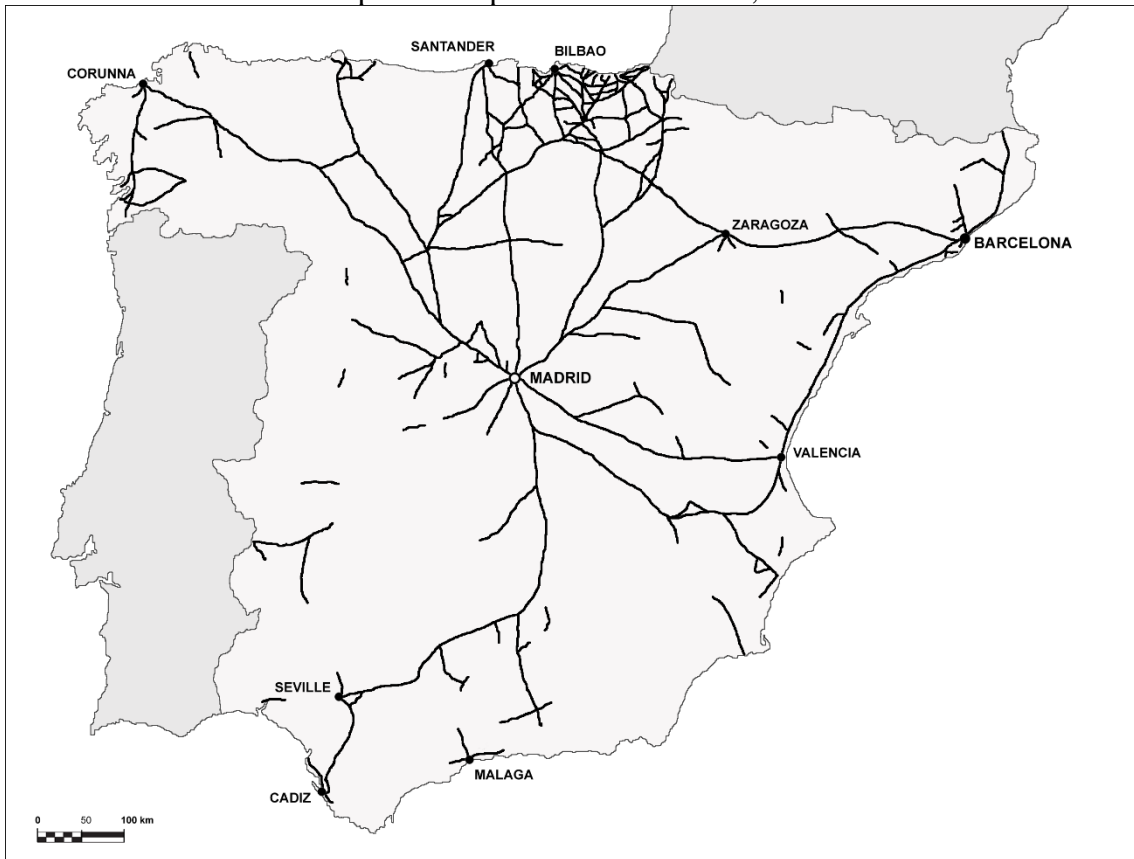 SANTANDER
BILBAO
CORUNNA
ZARAGOZA
BARCELONA
MADRID
VALENCIA
SEVILLE
MALAGA
CADIZ
0 50 100 km